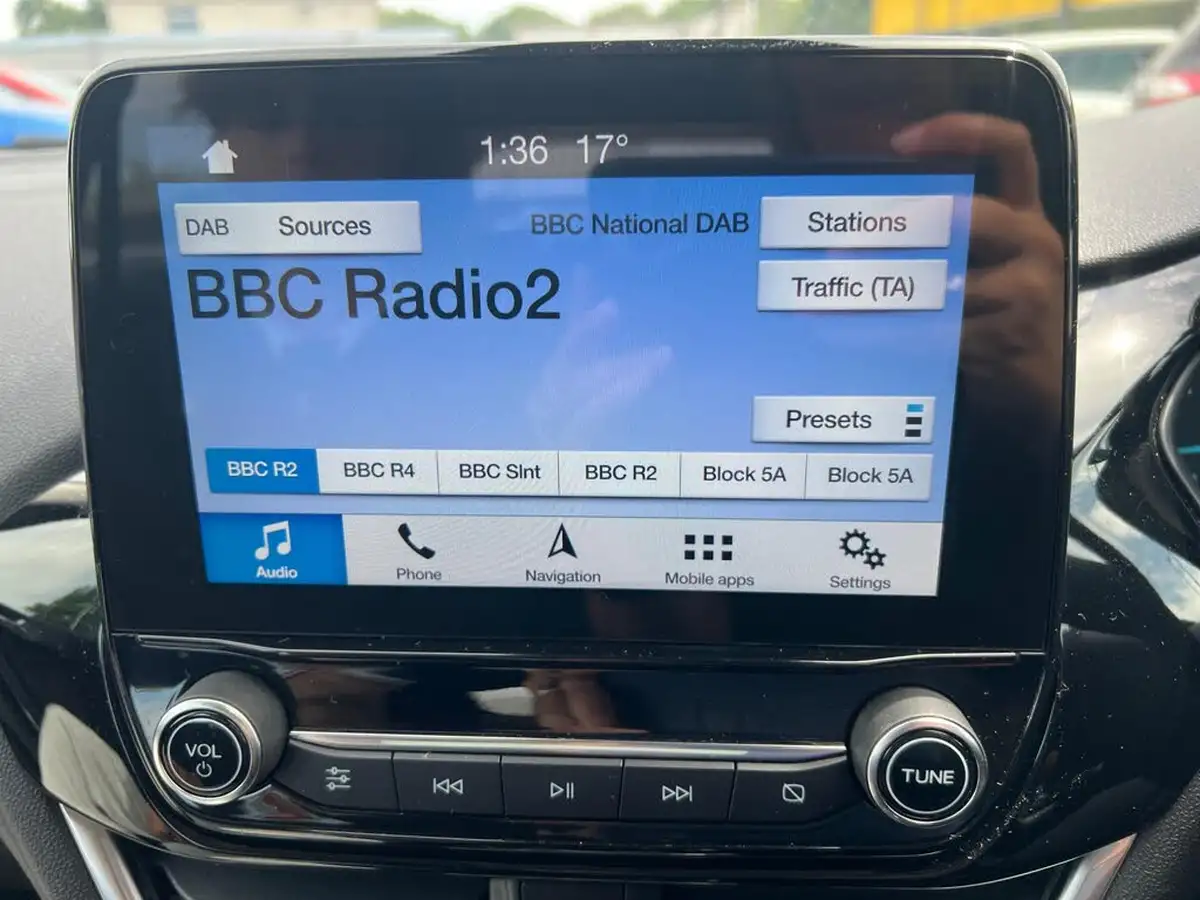 1:36 17°
DAB Sources
BBC National DAB
Stations
BBC Radio2
Traffic (TA)
Presets
BBC R2
BBC R4
BBC Slnt
BBC R2
Block 5A
Block 5A
Audio
Phone
Navigation
Mobile apps
Settings
VOL
TUNE